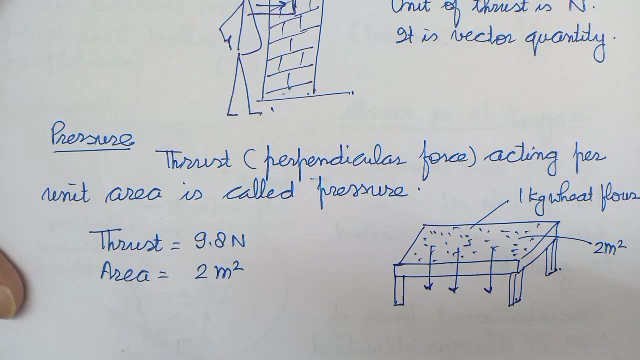 Unit of thrust is N.
It is vector quantity.
Pressure
Thrust (perpendicular force) acting per
unit area is called pressure.
1 kg wheat flour
Thrust = 9.8 N
2m²
Area = 2 m²